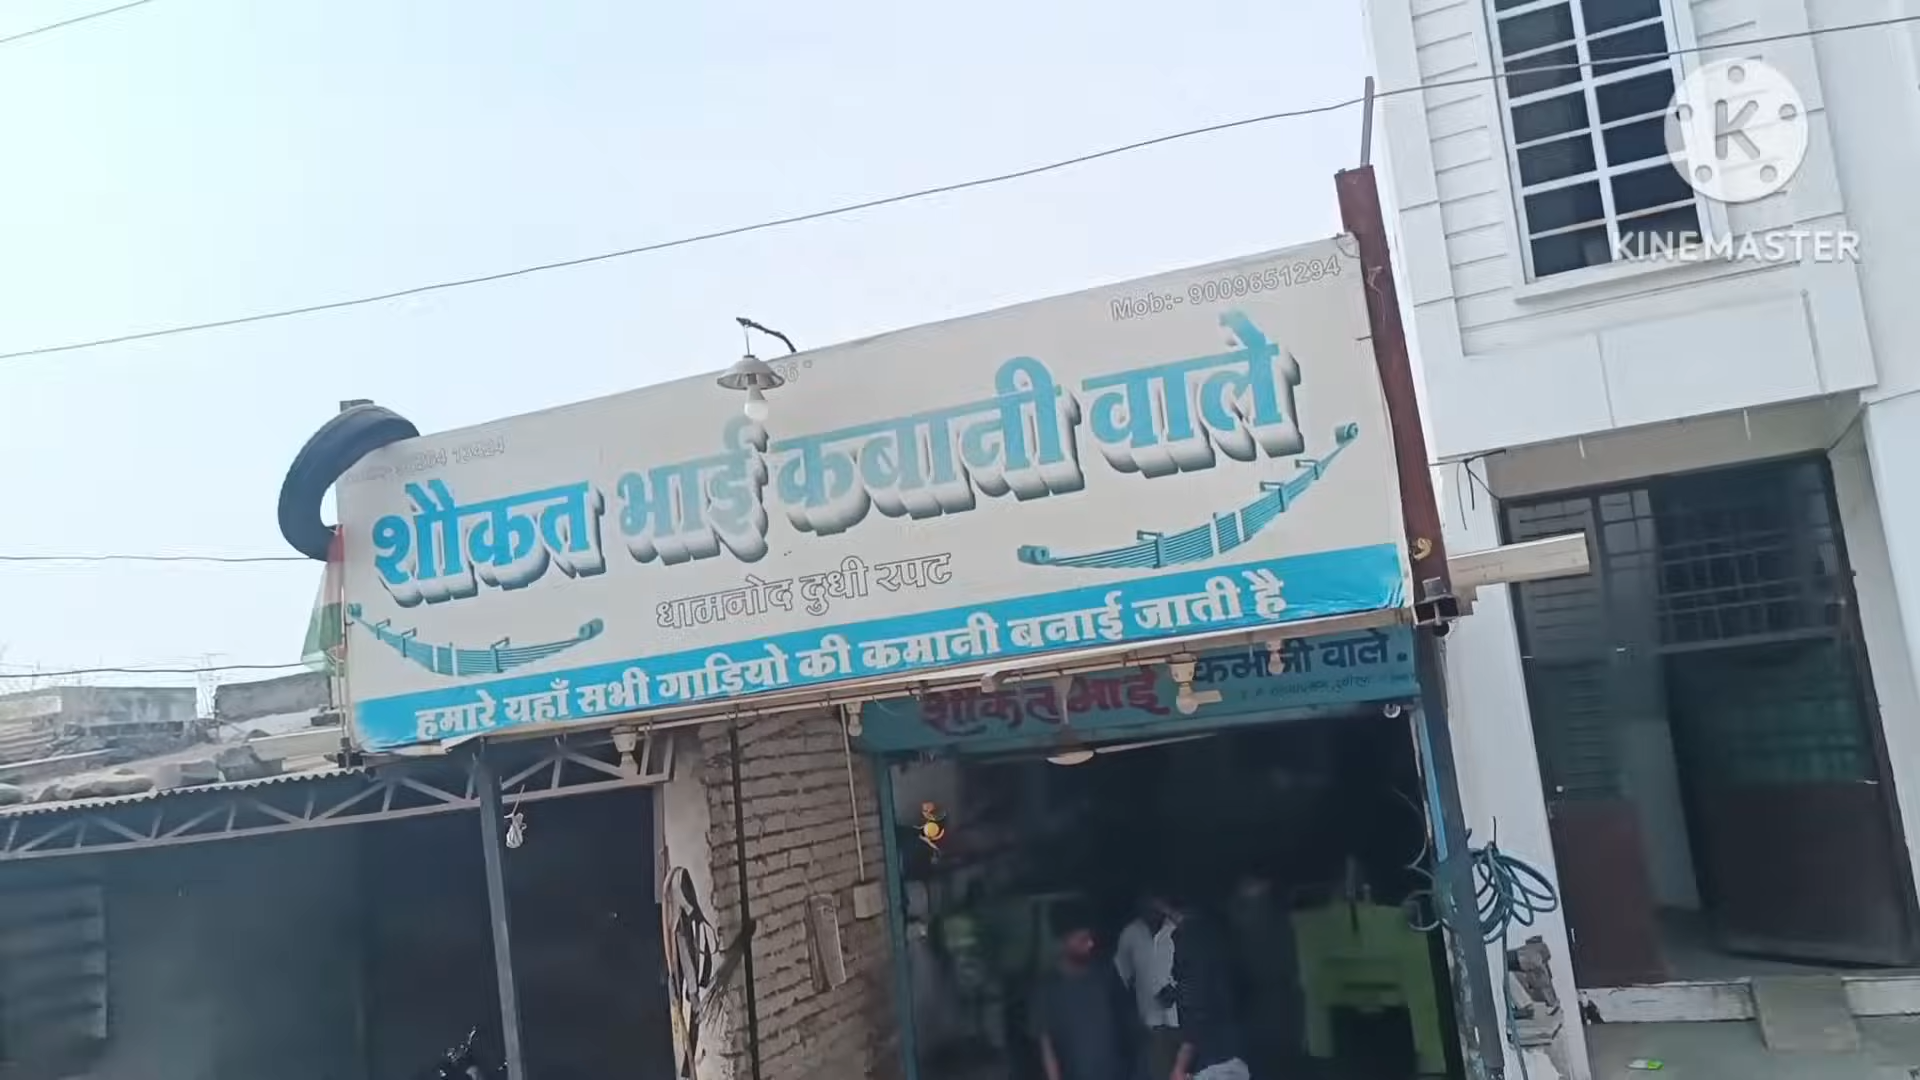 Mob:- 9009651294
शौकत भाई कबानी वाले
धामनोद दुधी रपट
हमारे यहाँ सभी गाडियो की कमानी बनाई जाती है
शौकत भाई कमानी वाले.
KINEMASTER